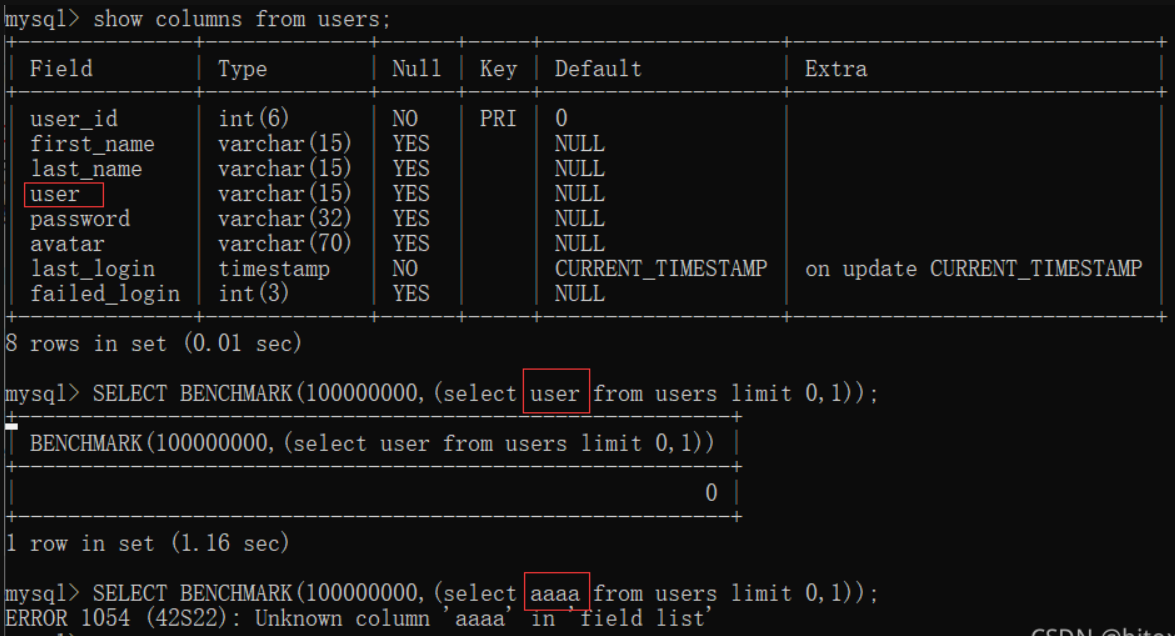 mysql> show columns from users;
Field | Type | Null | Key | Default | Extra
user_id | int(6) | NO | PRI | 0
first_name | varchar(15) | YES | | NULL
last_name | varchar(15) | YES | | NULL
user | varchar(15) | YES | | NULL
password | varchar(32) | YES | | NULL
avatar | varchar(70) | YES | | NULL
last_login | timestamp | NO | | CURRENT_TIMESTAMP | on update CURRENT_TIMESTAMP
failed_login | int(3) | YES | | NULL
8 rows in set (0.01 sec)
mysql> SELECT BENCHMARK(100000000,(select user from users limit 0,1));
BENCHMARK(100000000,(select user from users limit 0,1))
0
1 row in set (1.16 sec)
mysql> SELECT BENCHMARK(100000000,(select aaaa from users limit 0,1));
ERROR 1054 (42S22): Unknown column 'aaaa' in 'field list'